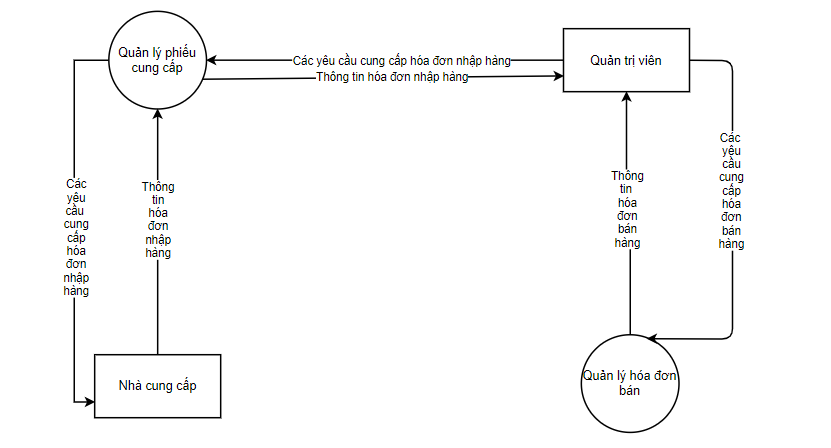 Quản lý phiếu
cung cấp
Các yêu cầu cung cấp hóa đơn nhập hàng
Thông tin hóa đơn nhập hàng
Quản trị viên
Các
yêu
cầu
cung
cấp
hóa
đơn
nhập
hàng
Thông
tin
hóa
đơn
nhập
hàng
Thông
tin
hóa
đơn
bán
hàng
Các
yêu
cầu
cung
cấp
hóa
đơn
bán
hàng
Nhà cung cấp
Quản lý hóa đơn
bán